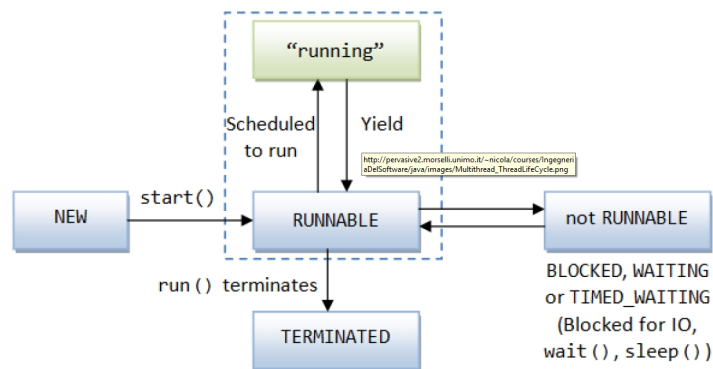 “running”
Scheduled
to run
Yield
http://pervasive2.morselli.unimo.it/~nicola/courses/Ingegneri
aDelSoftware/java/images/Multithread_ThreadLifeCycle.png
NEW
start()
RUNNABLE
not RUNNABLE
BLOCKED, WAITING
or TIMED_WAITING
(Blocked for IO,
wait(), sleep())
run() terminates
TERMINATED